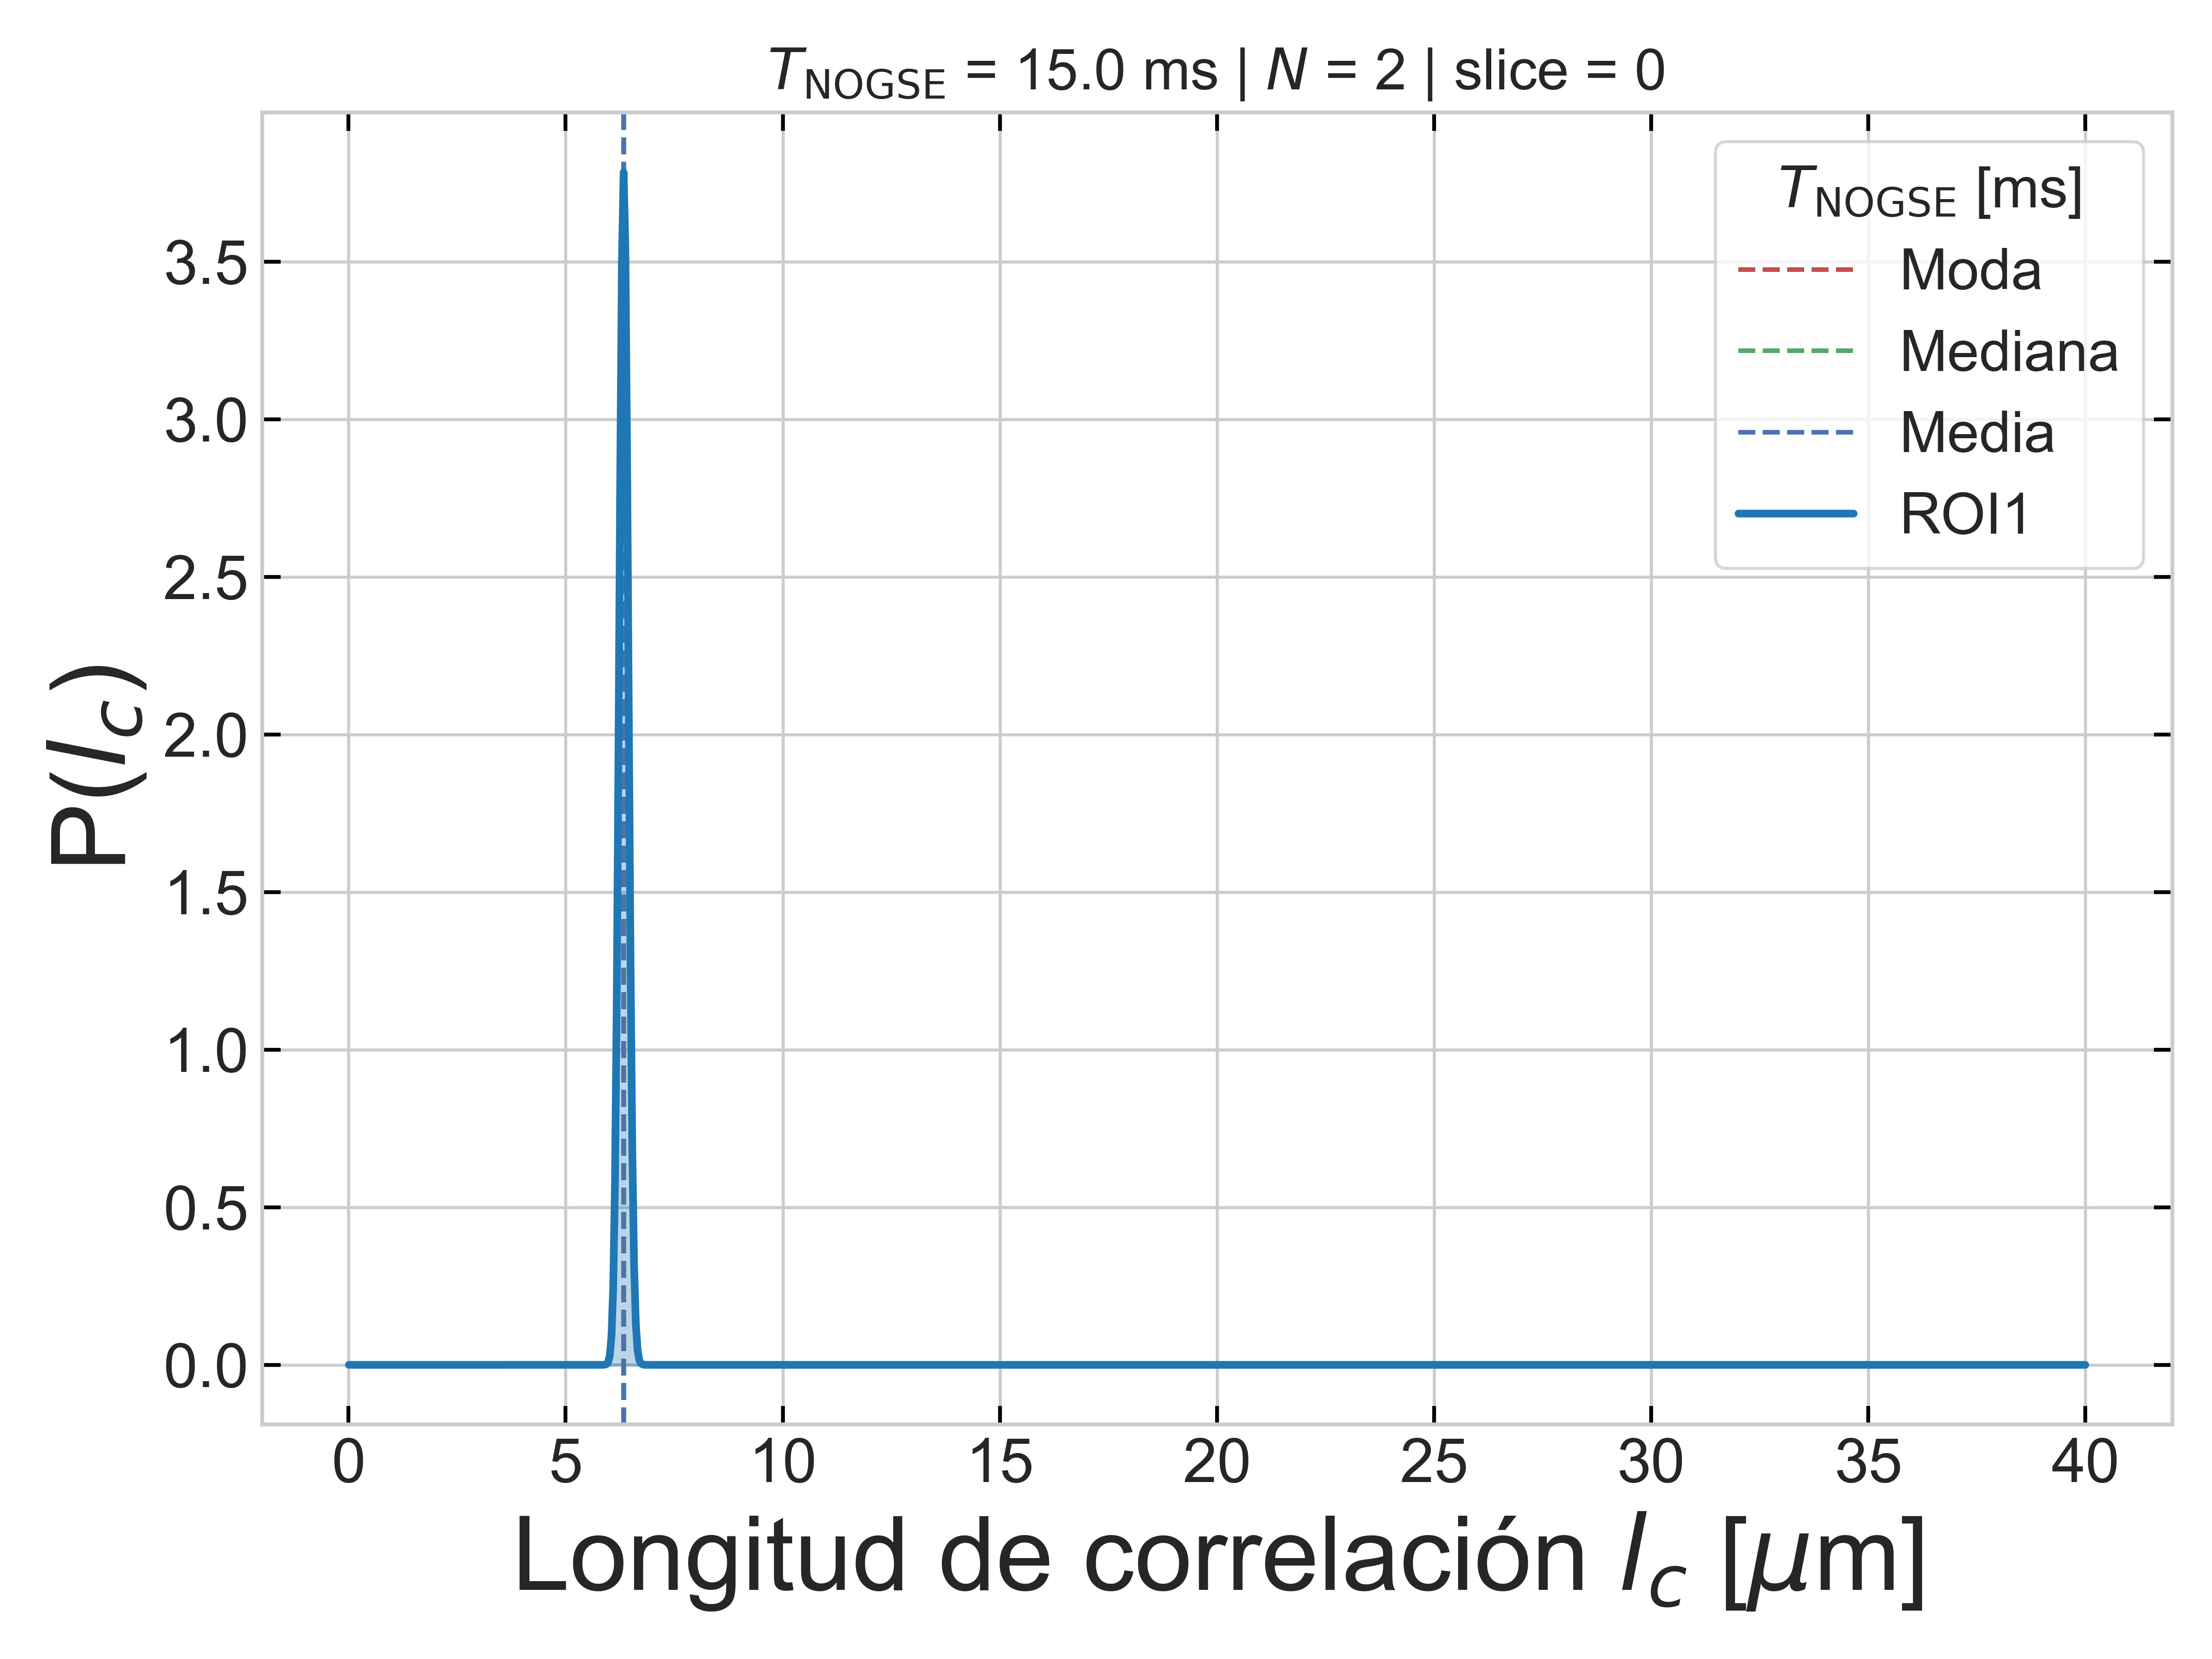 T_NOGSE = 15.0 ms | N = 2 | slice = 0
T_NOGSE [ms]
Moda
Mediana
Media
ROI1
P(l_c)
3.5
3.0
2.5
2.0
1.5
1.0
0.5
0.0
0 5 10 15 20 25 30 35 40
Longitud de correlación l_c [μm]